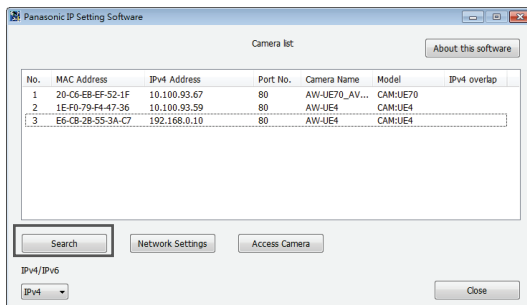 Panasonic IP Setting Software
Camera list
About this software
No. MAC Address IPv4 Address Port No. Camera Name Model IPv4 overlap
1 20-C6-EB-EF-52-1F 10.100.93.67 80 AW-UE70_AV... CAM:UE70
2 1E-F0-79-F4-47-36 10.100.93.59 80 AW-UE4 CAM:UE4
3 E6-CB-2B-55-3A-C7 192.168.0.10 80 AW-UE4 CAM:UE4
Search Network Settings Access Camera
IPv4/IPv6
IPv4 Close